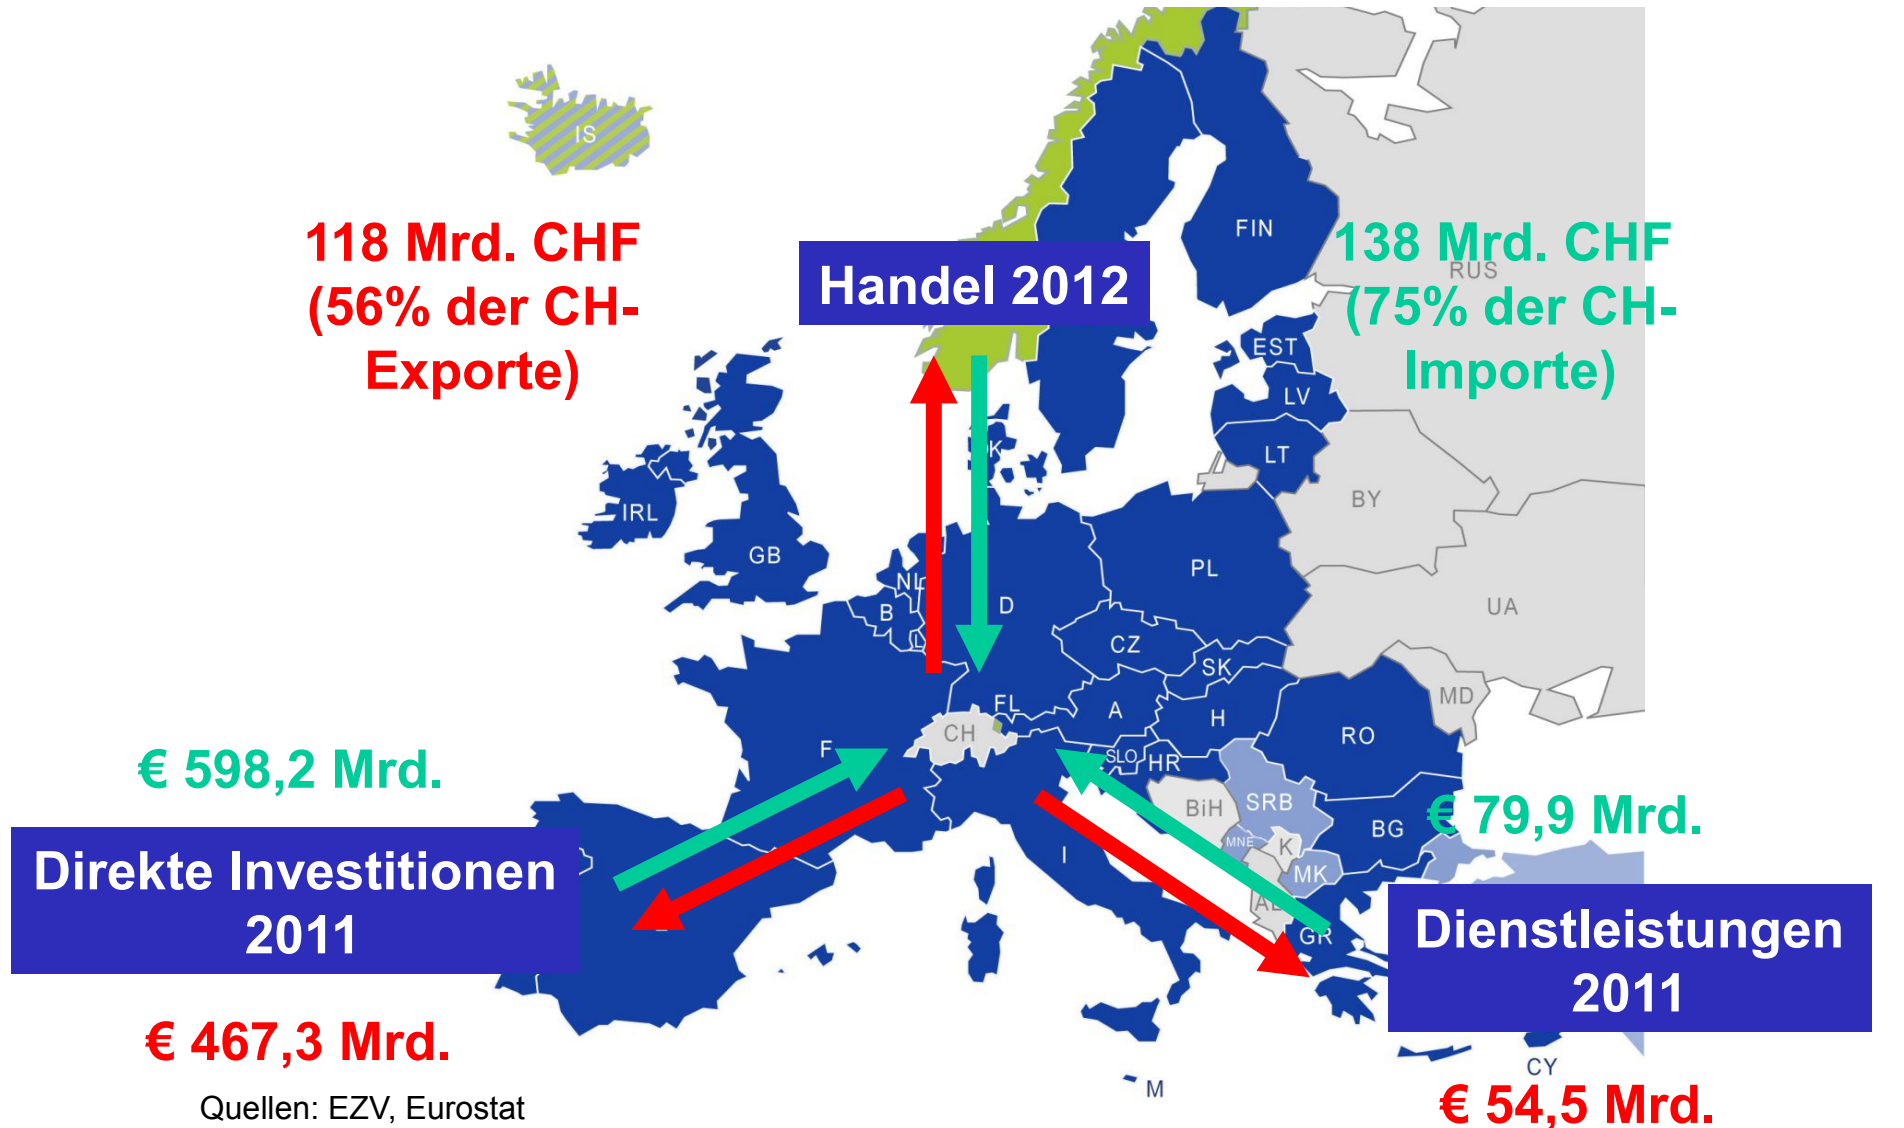 IS
118 Mrd. CHF
(56% der CH-
Exporte)
Handel 2012
FIN
138 Mrd. CHF
(75% der CH-
Importe)
RUS
EST
LV
LT
DK
IRL
GB
BY
NL
B
L
D
PL
UA
CZ
SK
MD
FL
A
H
CH
F
SLO
HR
RO
€ 598,2 Mrd.
BiH
SRB
€ 79,9 Mrd.
BG
MNE
K
MK
I
AL
GR
Direkte Investitionen
2011
E
Dienstleistungen
2011
€ 467,3 Mrd.
CY
M
€ 54,5 Mrd.
Quellen: EZV, Eurostat